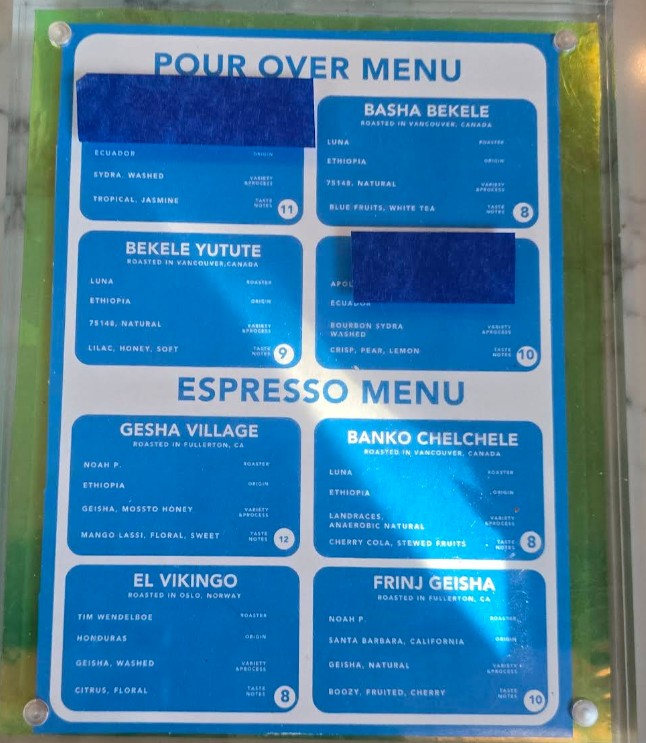 POUR OVER MENU
ECUADOR ORIGIN
SYDRA, WASHED VARIETY &PROCESS
TROPICAL, JASMINE TASTE NOTES 11
BASHA BEKELE
ROASTED IN VANCOUVER, CANADA
LUNA ROASTER
ETHIOPIA ORIGIN
75148, NATURAL VARIETY &PROCESS
BLUE FRUITS, WHITE TEA TASTE NOTES 8
BEKELE YUTUTE
ROASTED IN VANCOUVER,CANADA
LUNA ROASTER
ETHIOPIA ORIGIN
75148, NATURAL VARIETY &PROCESS
LILAC, HONEY, SOFT TASTE NOTES 9
ECUADOR
BOURBON SYDRA VARIETY
WASHED &PROCESS
CRISP, PEAR, LEMON TASTE NOTES 10
ESPRESSO MENU
GESHA VILLAGE
ROASTED IN FULLERTON, CA
NOAH P. ROASTER
ETHIOPIA ORIGIN
GEISHA, MOSSTO HONEY VARIETY &PROCESS
MANGO LASSI, FLORAL, SWEET TASTE NOTES 12
BANKO CHELCHELE
ROASTED IN VANCOUVER, CANADA
LUNA ROASTER
ETHIOPIA ORIGIN
LANDRACES, VARIETY
ANAEROBIC NATURAL &PROCESS
CHERRY COLA, STEWED FRUITS TASTE NOTES 8
EL VIKINGO
ROASTED IN OSLO, NORWAY
TIM WENDELBOE ROASTER
HONDURAS ORIGIN
GEISHA, WASHED VARIETY &PROCESS
CITRUS, FLORAL TASTE NOTES 8
FRINJ GEISHA
ROASTED IN FULLERTON, CA
NOAH P. ROASTER
SANTA BARBARA, CALIFORNIA ORIGIN
GEISHA, NATURAL VARIETY &PROCESS
BOOZY, FRUITED, CHERRY TASTE NOTES 10